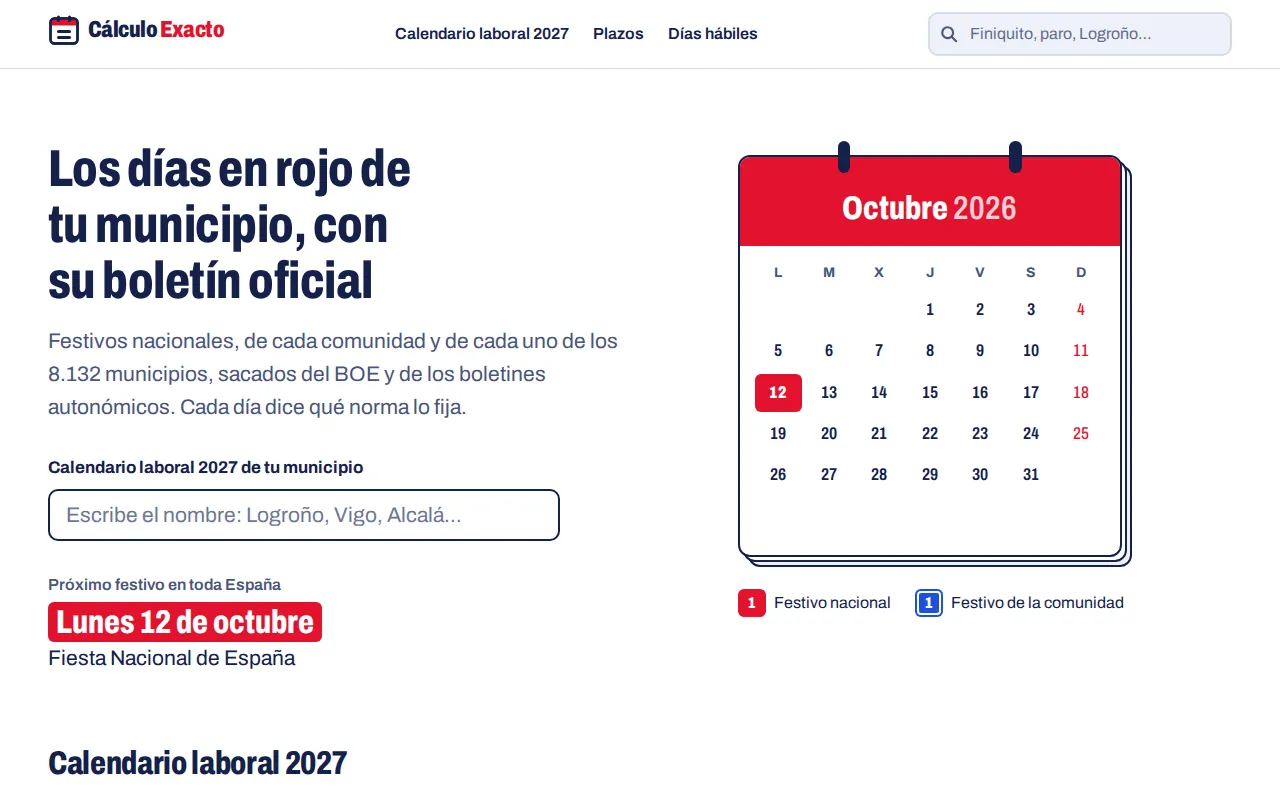 Cálculo Exacto
Calendario laboral 2027 Plazos Días hábiles
Finiquito, paro, Logroño...
Los días en rojo de
tu municipio, con
su boletín oficial
Festivos nacionales, de cada comunidad y de cada uno de los
8.132 municipios, sacados del BOE y de los boletines
autonómicos. Cada día dice qué norma lo fija.
Calendario laboral 2027 de tu municipio
Escribe el nombre: Logroño, Vigo, Alcalá...
Próximo festivo en toda España
Lunes 12 de octubre
Fiesta Nacional de España
Octubre 2026
L M X J V S D
1 2 3 4
5 6 7 8 9 10 11
12 13 14 15 16 17 18
19 20 21 22 23 24 25
26 27 28 29 30 31
1 Festivo nacional 1 Festivo de la comunidad
Calendario laboral 2027